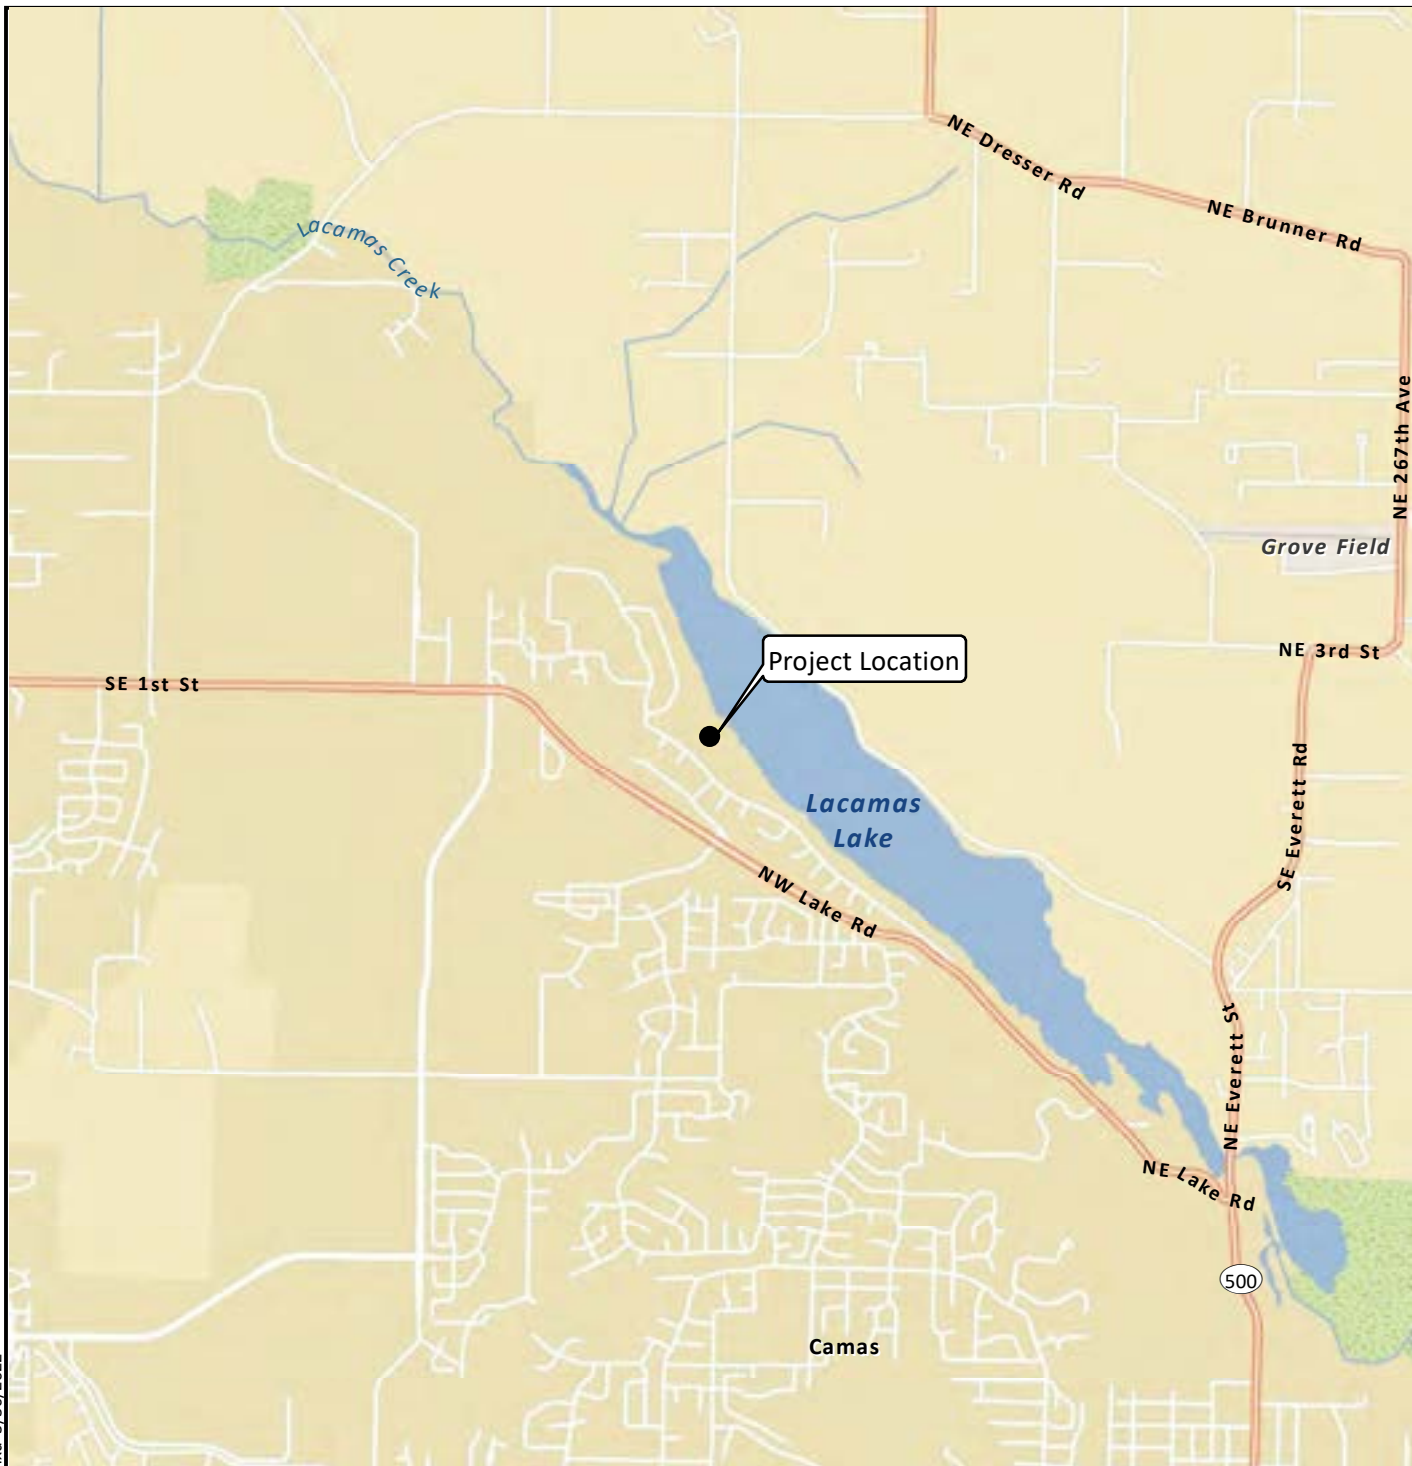 NE Dresser Rd
NE Brunner Rd
Lacamas Creek
NE 267th Ave
Grove Field
NE 3rd St
Project Location
SE 1st St
SE Everett Rd
Lacamas
Lake
NW Lake Rd
NE Everett St
NE Lake Rd
500
Camas